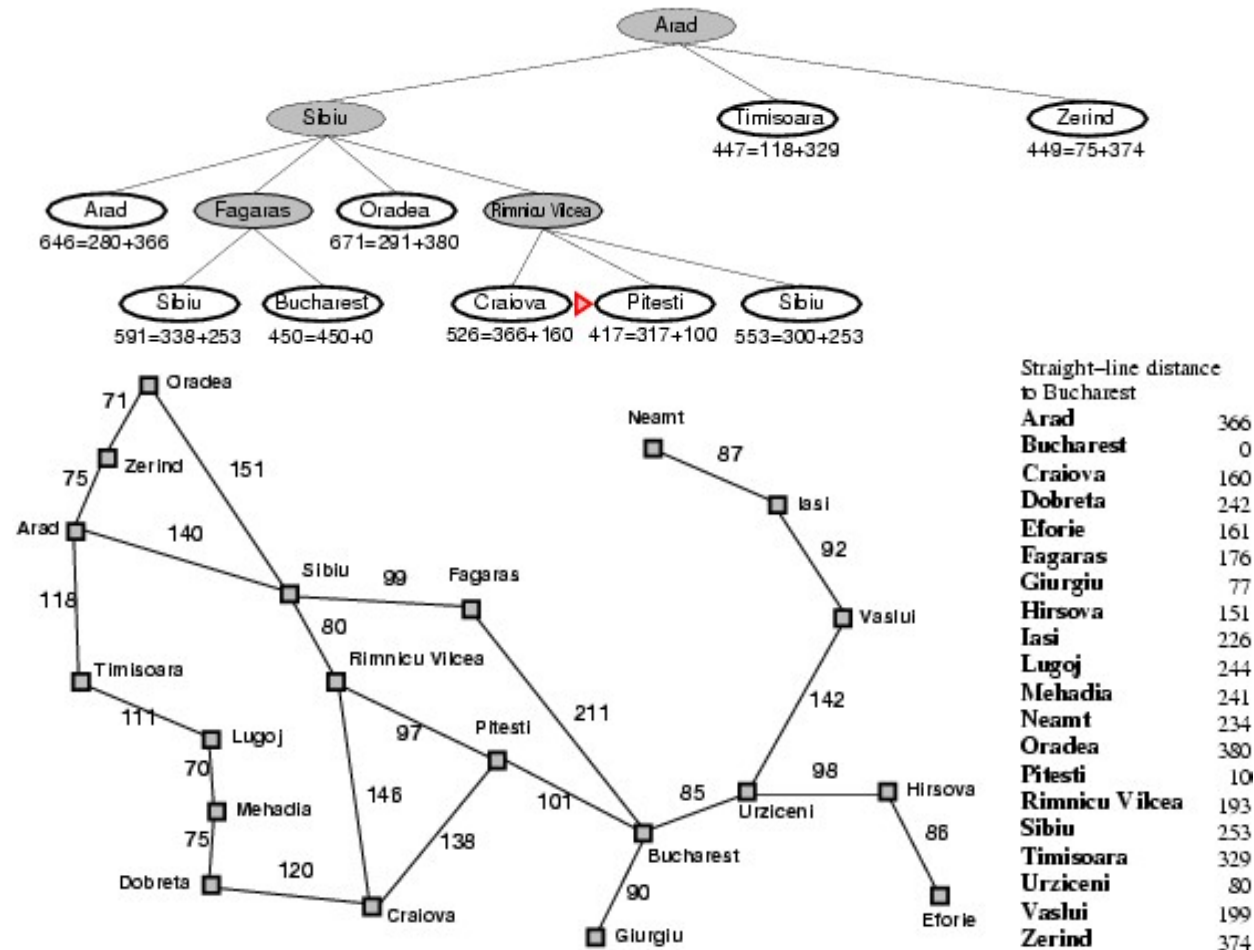 Arad
Sibiu
Timisoara
Zerind
447=118+329
449=75+374
Arad
Fagaras
Oradea
Rimnicu Vilcea
646=280+366
671=291+380
Sibiu
Bucharest
Craiova
Pitesti
Sibiu
591=338+253
450=450+0
526=366+160
417=317+100
553=300+253
Oradea
71
Zerind
75
151
Arad
140
118
Sibiu
99
Fagaras
80
Rimnicu Vilcea
Timisoara
111
Lugoj
70
Mehadia
75
Dobreta
120
Craiova
146
97
Pitesti
138
101
211
Bucharest
90
Giurgiu
85
Urziceni
98
Hirsova
86
Eforie
142
Vaslui
92
Iasi
87
Neamt
Straight–line distance
to Bucharest
Arad 366
Bucharest 0
Craiova 160
Dobreta 242
Eforie 161
Fagaras 176
Giurgiu 77
Hirsova 151
Iasi 226
Lugoj 244
Mehadia 241
Neamt 234
Oradea 380
Pitesti 10
Rimnicu Vilcea 193
Sibiu 253
Timisoara 329
Urziceni 80
Vaslui 199
Zerind 374